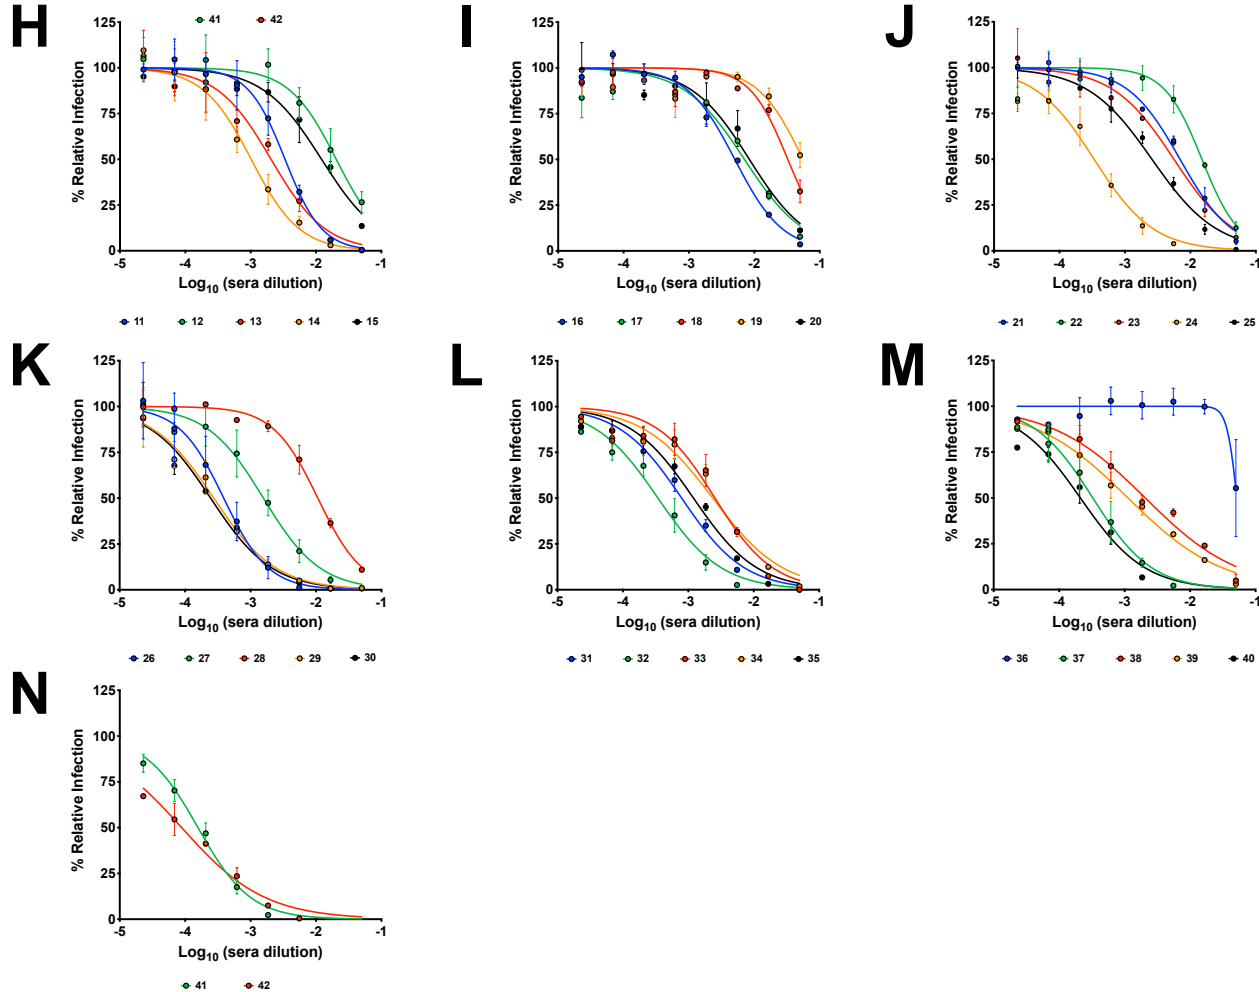 H
41 42
% Relative Infection
125
100
75
50
25
0
-5 -4 -3 -2 -1
Log10 (sera dilution)
11 12 13 14 15
I
% Relative Infection
125
100
75
50
25
0
-5 -4 -3 -2 -1
Log10 (sera dilution)
16 17 18 19 20
J
% Relative Infection
125
100
75
50
25
0
-5 -4 -3 -2 -1
Log10 (sera dilution)
21 22 23 24 25
K
% Relative Infection
125
100
75
50
25
0
-5 -4 -3 -2 -1
Log10 (sera dilution)
26 27 28 29 30
L
% Relative Infection
125
100
75
50
25
0
-5 -4 -3 -2 -1
Log10 (sera dilution)
31 32 33 34 35
M
% Relative Infection
125
100
75
50
25
0
-5 -4 -3 -2 -1
Log10 (sera dilution)
36 37 38 39 40
N
% Relative Infection
125
100
75
50
25
0
-5 -4 -3 -2 -1
Log10 (sera dilution)
41 42